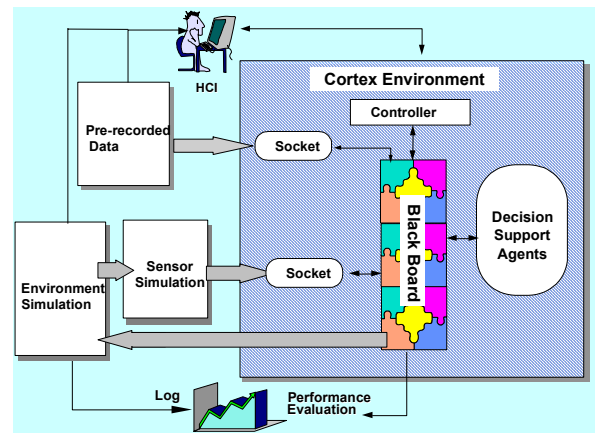 HCI
Cortex Environment
Controller
Pre-recorded
Data
Socket
Black Board
Decision
Support
Agents
Environment
Simulation
Sensor
Simulation
Socket
Log
Performance
Evaluation